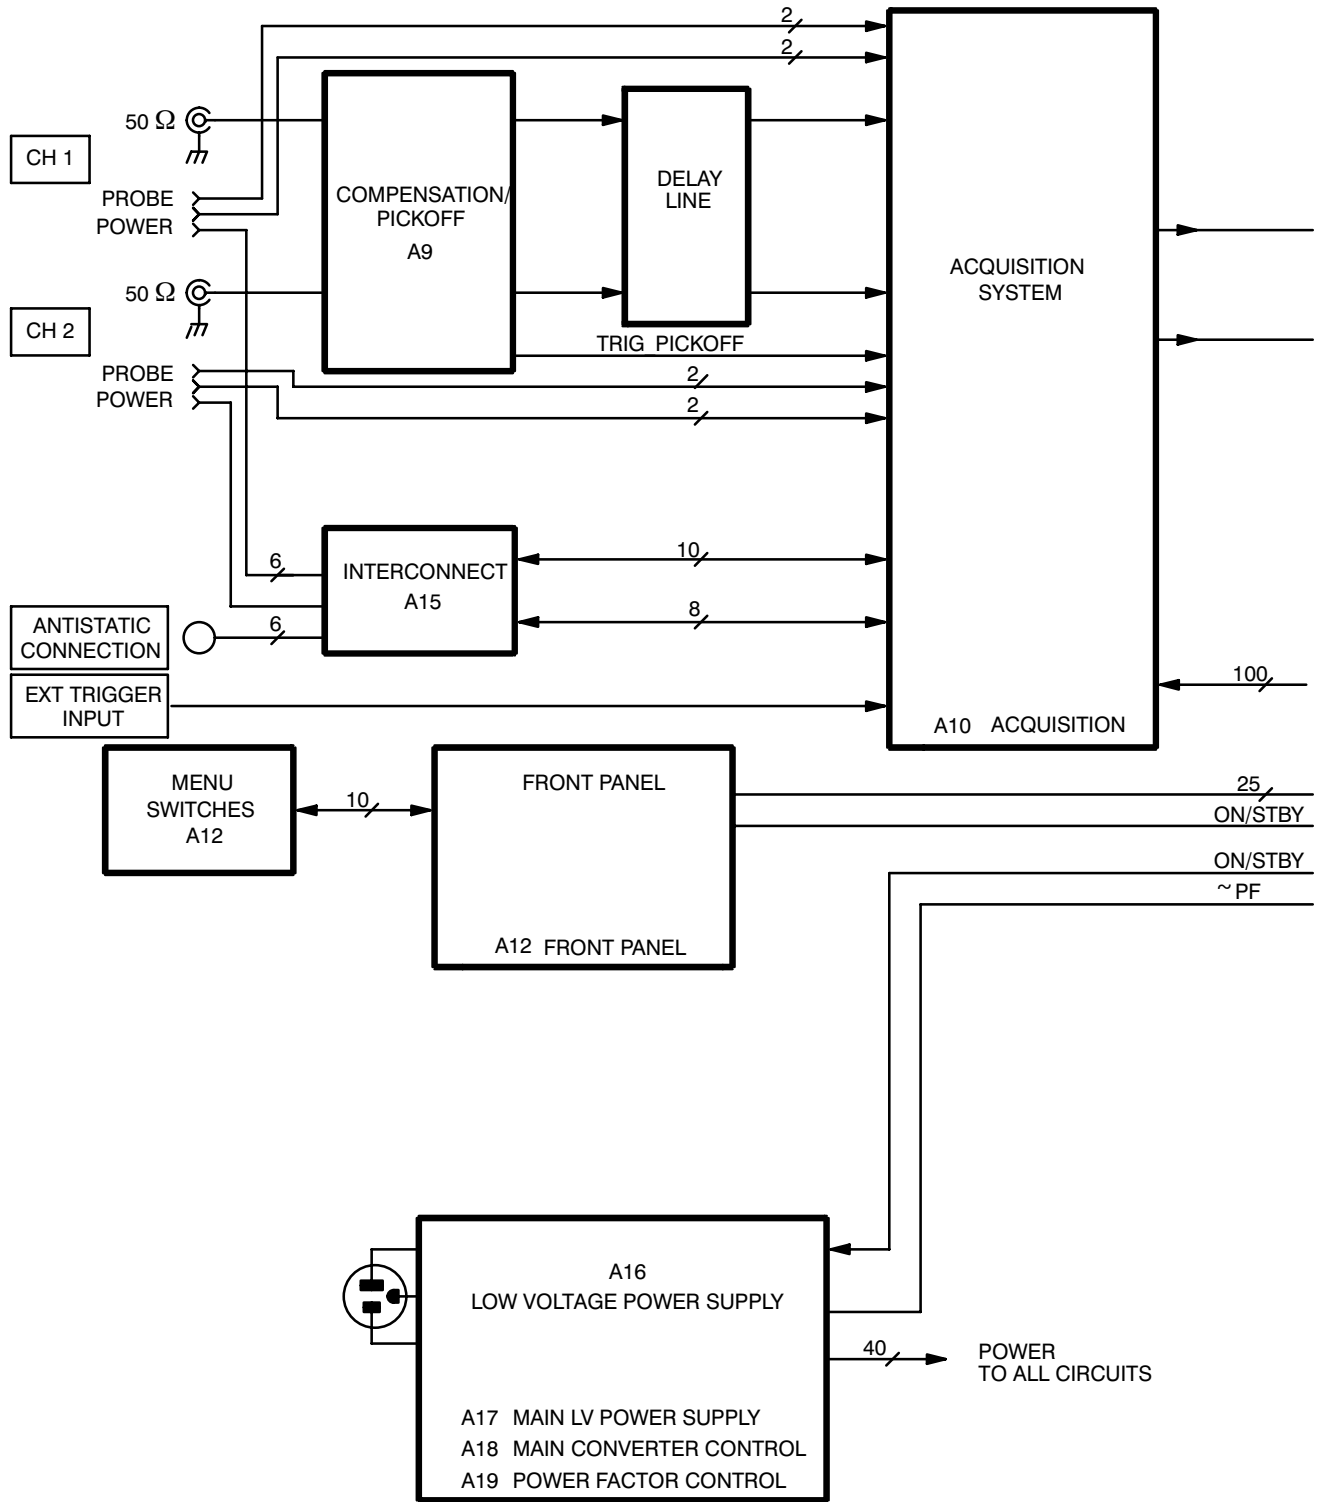 2
2
50 Ω
CH 1
PROBE
POWER
COMPENSATION/
PICKOFF
A9
DELAY
LINE
ACQUISITION
SYSTEM
50 Ω
CH 2
TRIG PICKOFF
PROBE
POWER
2
2
6
INTERCONNECT
A15
10
8
ANTISTATIC
CONNECTION
6
EXT TRIGGER
INPUT
100
A10 ACQUISITION
MENU
SWITCHES
A12
10
FRONT PANEL
A12 FRONT PANEL
25
ON/STBY
ON/STBY
~PF
A16
LOW VOLTAGE POWER SUPPLY
40
POWER
TO ALL CIRCUITS
A17 MAIN LV POWER SUPPLY
A18 MAIN CONVERTER CONTROL
A19 POWER FACTOR CONTROL